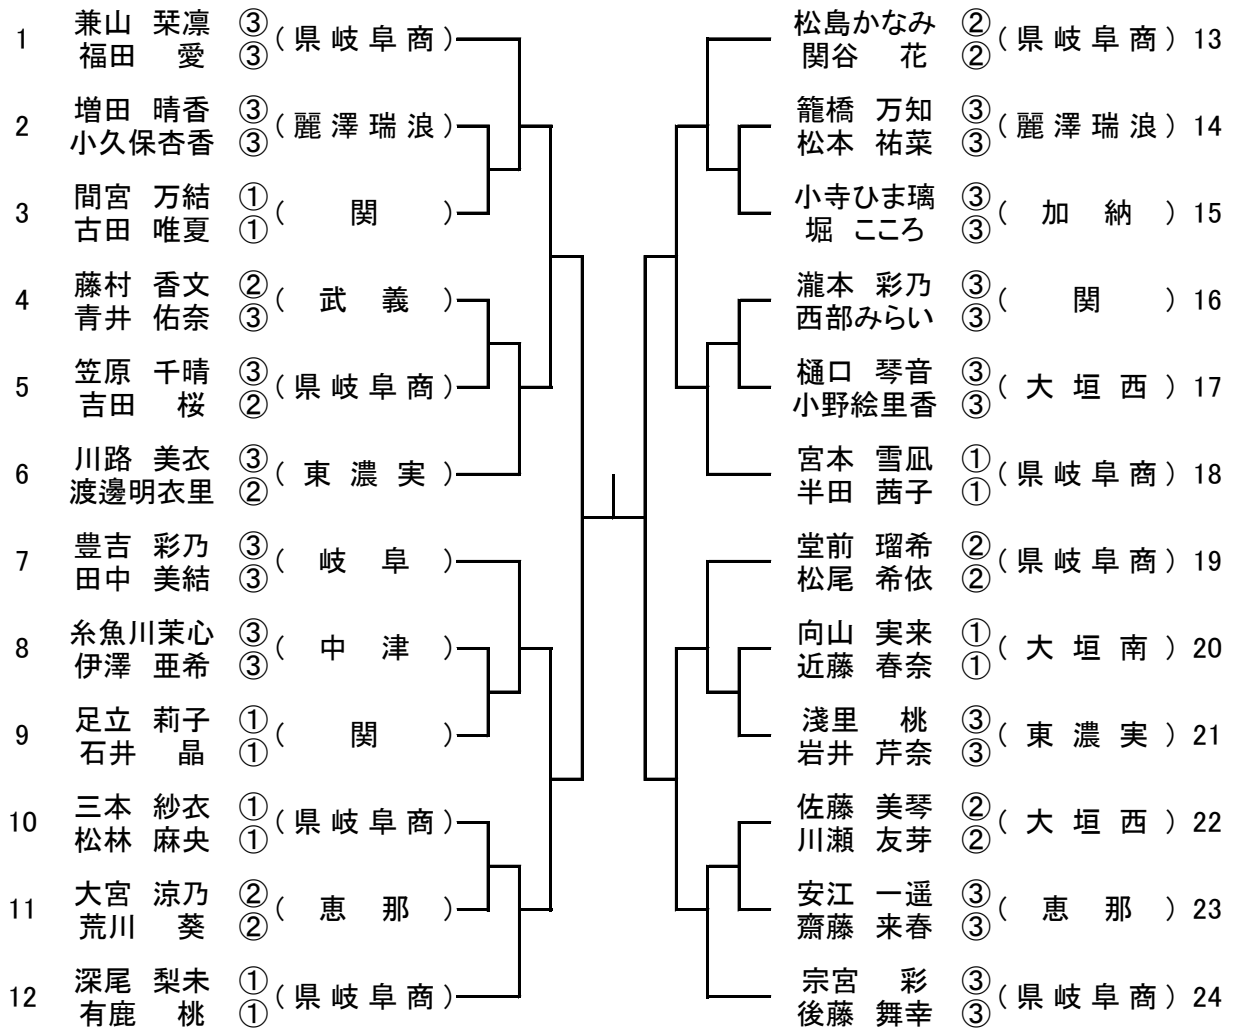 1 兼山 栞凛 ③ (県岐阜商)
福田 愛 ③
2 増田 晴香 ③ (麗澤瑞浪)
小久保杏香 ③
3 間宮 万結 ① (関)
古田 唯夏 ①
4 藤村 香文 ② (武義)
青井 佑奈 ③
5 笠原 千晴 ③ (県岐阜商)
吉田 桜 ②
6 川路 美衣 ③ (東濃実)
渡邊明衣里 ②
7 豊吉 彩乃 ③ (岐阜)
田中 美結 ③
8 糸魚川茉心 ③ (中津)
伊澤 亜希 ③
9 足立 莉子 ① (関)
石井 晶 ①
10 三本 紗衣 ① (県岐阜商)
松林 麻央 ①
11 大宮 涼乃 ② (恵那)
荒川 葵 ②
12 深尾 梨未 ① (県岐阜商)
有鹿 桃 ①
松島かなみ ② (県岐阜商) 13
関谷 花 ②
籠橋 万知 ③ (麗澤瑞浪) 14
松本 祐菜 ③
小寺ひま璃 ③ (加納) 15
堀 こころ ③
瀧本 彩乃 ③ (関) 16
西部みらい ③
樋口 琴音 ③ (大垣西) 17
小野絵里香 ③
宮本 雪凪 ① (県岐阜商) 18
半田 茜子 ①
堂前 瑠希 ② (県岐阜商) 19
松尾 希依 ②
向山 実来 ① (大垣南) 20
近藤 春奈 ①
淺里 桃 ③ (東濃実) 21
岩井 芹奈 ③
佐藤 美琴 ② (大垣西) 22
川瀬 友芽 ②
安江 一遥 ③ (恵那) 23
齋藤 来春 ③
宗宮 彩 ③ (県岐阜商) 24
後藤 舞幸 ③